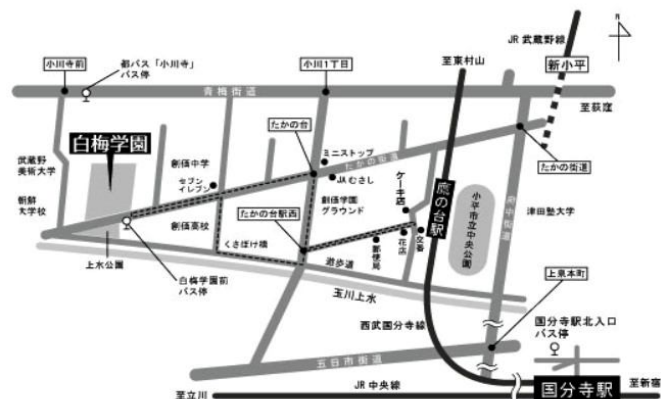 N
JR 武蔵野線
新小平
至東村山
小川寺前
都バス「小川寺」
バス停
小川1丁目
青梅街道
至荻窪
白梅学園
武蔵野
美術大学
創価中学
セブン
イレブン
たかの台
ミニストップ
たかの街道
JAむさし
たかの街道
朝鮮
大学校
創価高校
たかの台駅西
創価学園
グラウンド
ケーキ店
鷹の台駅
小平市立中央公園
府中街道
津田塾大学
くさぼけ橋
郵便局
花店
交番
上水公園
白梅学園前
バス停
遊歩道
玉川上水
上泉本町
西武国分寺線
国分寺駅北入口
バス停
五日市街道
至立川
JR 中央線
国分寺駅
至新宿